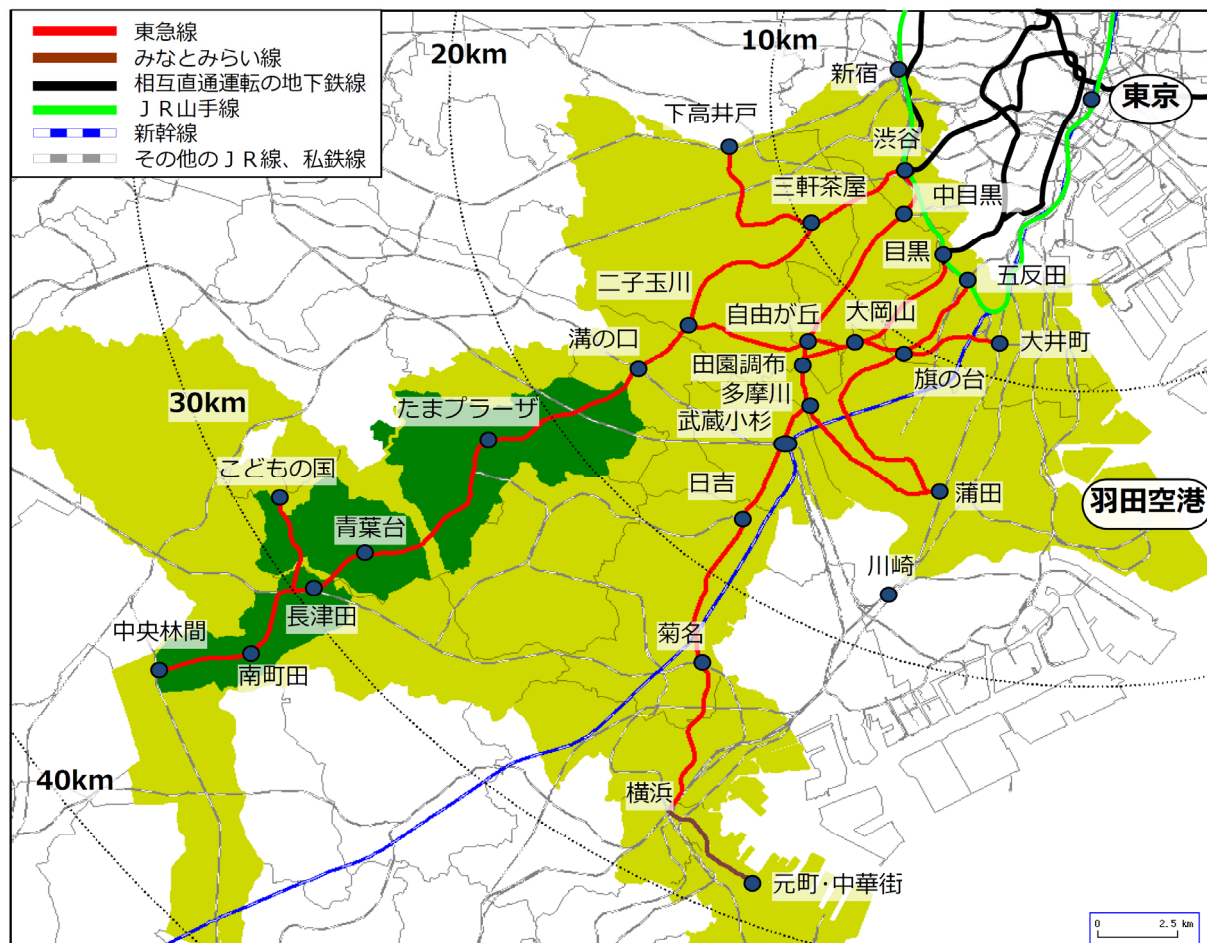 東急線
みなとみらい線
相互直通運転の地下鉄線
ＪＲ山手線
新幹線
その他のＪＲ線、私鉄線
20km
10km
新宿
東京
下高井戸
渋谷
三軒茶屋
中目黒
目黒
二子玉川
五反田
自由が丘
大岡山
溝の口
大井町
田園調布
旗の台
30km
たまプラーザ
多摩川
武蔵小杉
こどもの国
日吉
蒲田
羽田空港
青葉台
川崎
長津田
中央林間
菊名
南町田
40km
横浜
元町・中華街
0 2.5 km